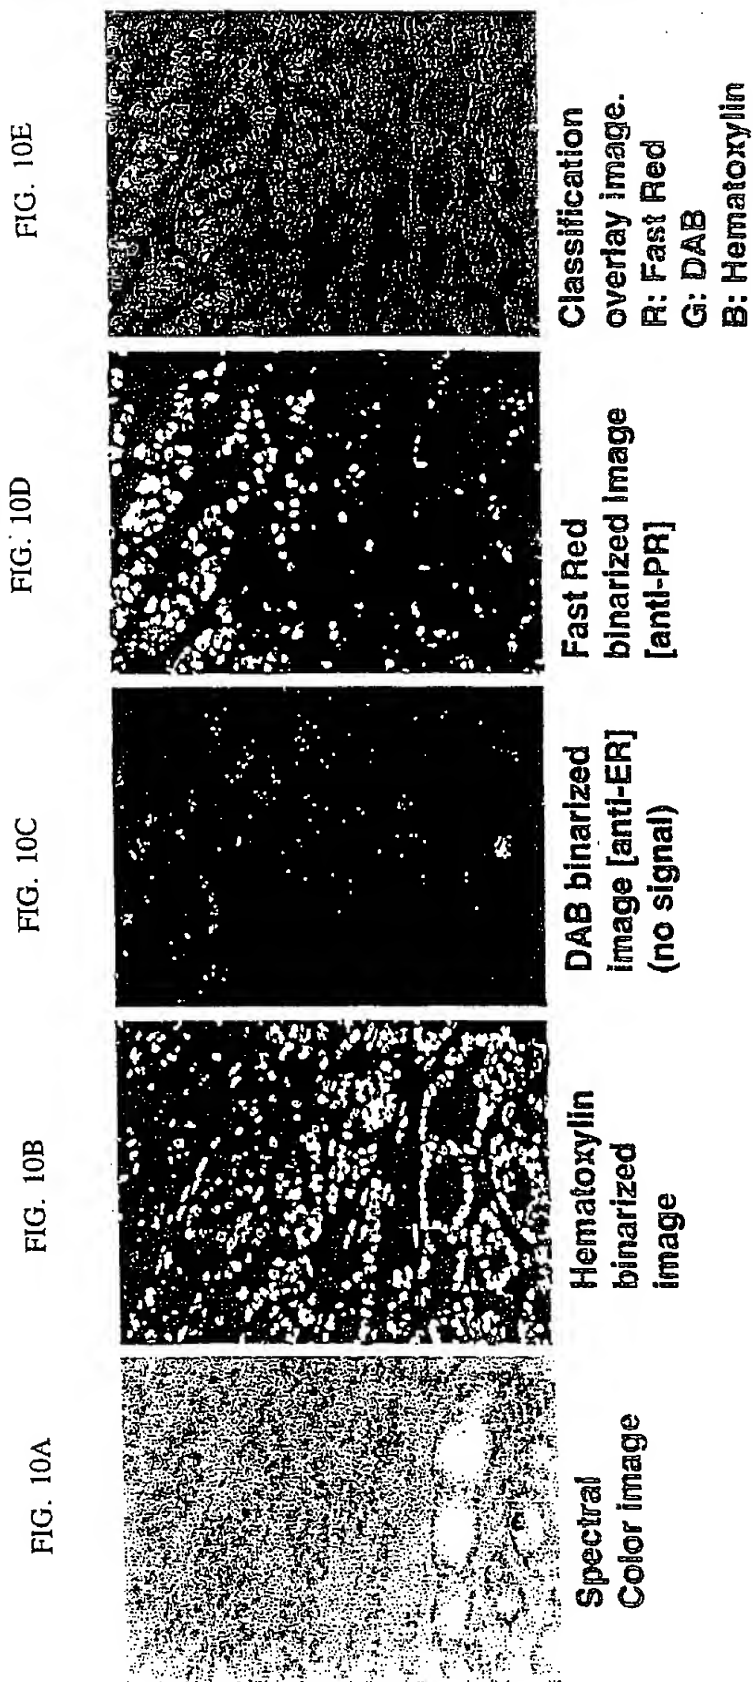 FIG. 10A
FIG. 10B
FIG. 10C
FIG. 10D
FIG. 10E
Spectral
Color image
Hematoxylin
binarized
image
DAB binarized
image [anti-ER]
(no signal)
Fast Red
binarized image
[anti-PR]
Classification
overlay image.
R: Fast Red
G: DAB
B: Hematoxylin